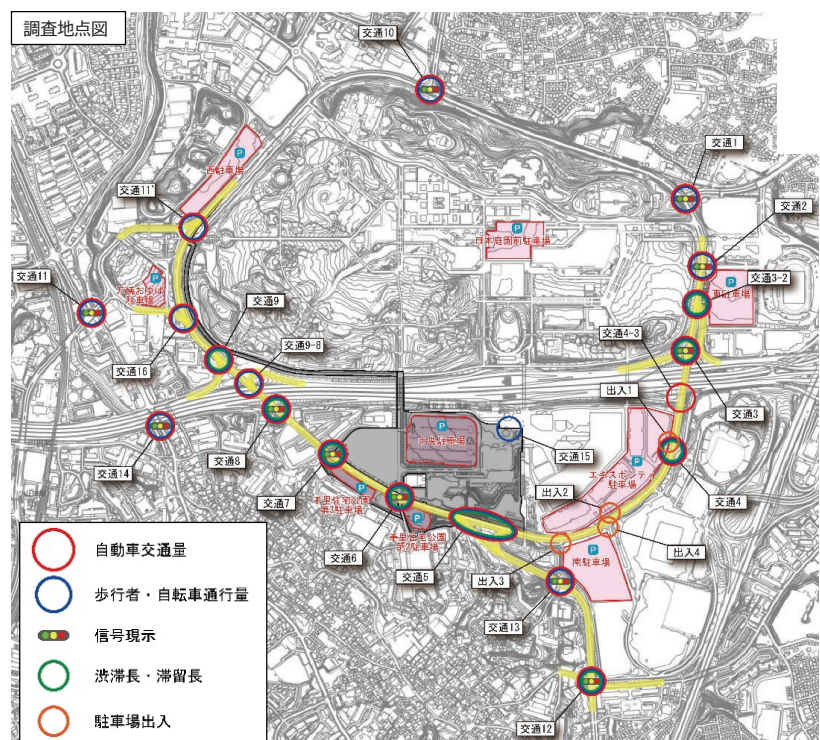 調査地点図
交通10
交通1
交通2
P
西駐車場
交通11'
P
日本庭園前駐車場
P
東駐車場
交通3-2
P
交通11
交通9
交通4-3
交通16
交通9-8
出入1
交通3
交通14
交通8
P
中央駐車場
交通15
P
エキスポシティ
駐車場
交通7
千里住宅公園
第3駐車場
出入2
交通4
P
千里住宅公園
第2駐車場
交通6
交通5
出入3
出入4
P
南駐車場
交通13
交通12
自動車交通量
歩行者・自転車通行量
信号現示
渋滞長・滞留長
駐車場出入